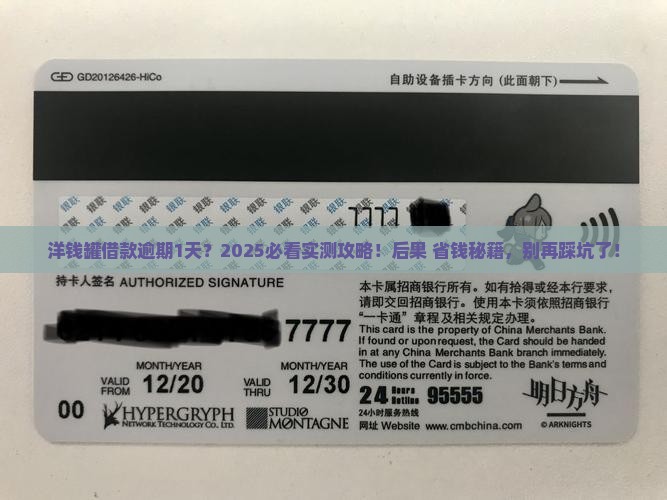 GD20126426-HiCo
自助设备插卡方向 (此面朝下)
7777
洋钱罐借款逾期1天？2025必看实测攻略！后果 省钱秘籍，别再踩坑了！
持卡人签名 AUTHORIZED SIGNATURE
7777
MONTH/YEAR MONTH/YEAR
VALID FROM 12/20 VALID THRU 12/30
00
HYPERGRYPH
NETWORK TECHNOLOGY CO., LTD.
STUDIO
MONTAGNE
本卡属招商银行所有。如有拾得或经本行要求，
请即交回招商银行。使用本卡须依照招商银行
“一卡通”章程及相关规定办理。
This card is the property of China Merchants Bank.
If found or upon request, the Card should be handed
in at any China Merchants Bank branch immediately.
The use of the Card is subject to the Bank's terms and
conditions currently in force.
24 Hours Hotline 95555
24小时服务热线
网址 Website www.cmbchina.com
明日方舟
© ARKNIGHTS